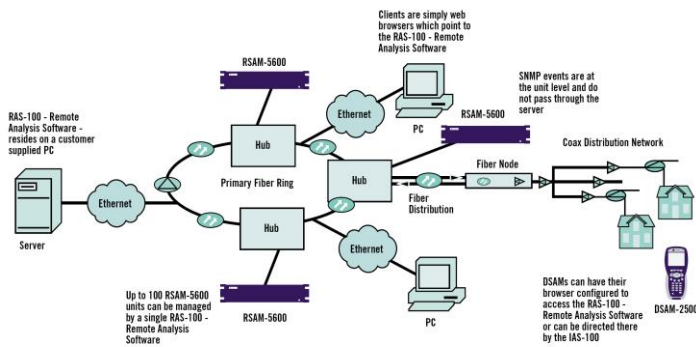 Clients are simply web
browsers which point to
the RAS-100 - Remote
Analysis Software
RSAM-5600
SNMP events are at
the unit level and do
not pass through the
server
RAS-100 - Remote
Analysis Software -
resides on a customer
supplied PC
Ethernet
PC
RSAM-5600
Coax Distribution Network
Hub
Fiber Node
Primary Fiber Ring
Hub
Ethernet
Fiber
Distribution
Server
Hub
Ethernet
Up to 100 RSAM-5600
units can be managed
by a single RAS-100 -
Remote Analysis
Software
RSAM-5600
PC
DSAMs can have their
browser configured to
access the RAS-100 -
Remote Analysis Software
or can be directed there
by the IAS-100
DSAM-2500